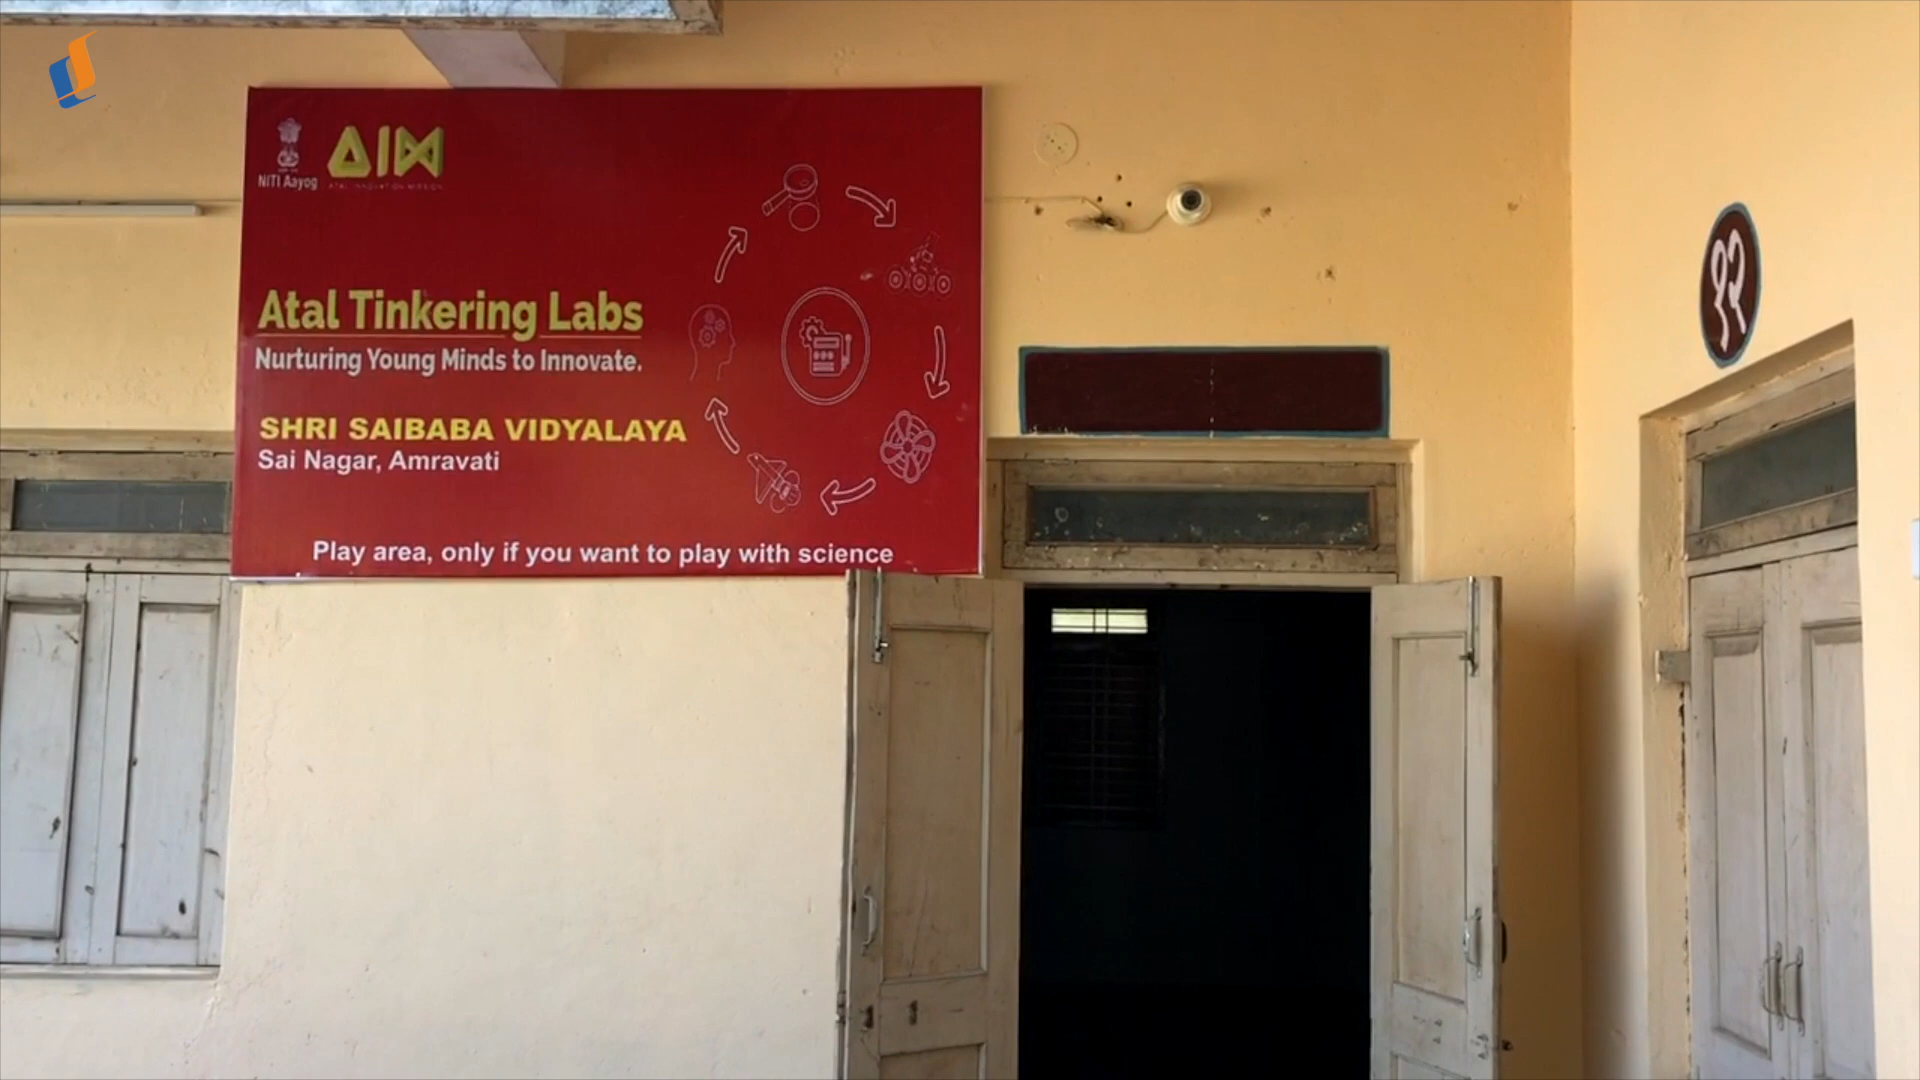 NITI Aayog
AIM
ATAL INNOVATION MISSION
Atal Tinkering Labs
Nurturing Young Minds to Innovate.
SHRI SAIBABA VIDYALAYA
Sai Nagar, Amravati
Play area, only if you want to play with science
१२